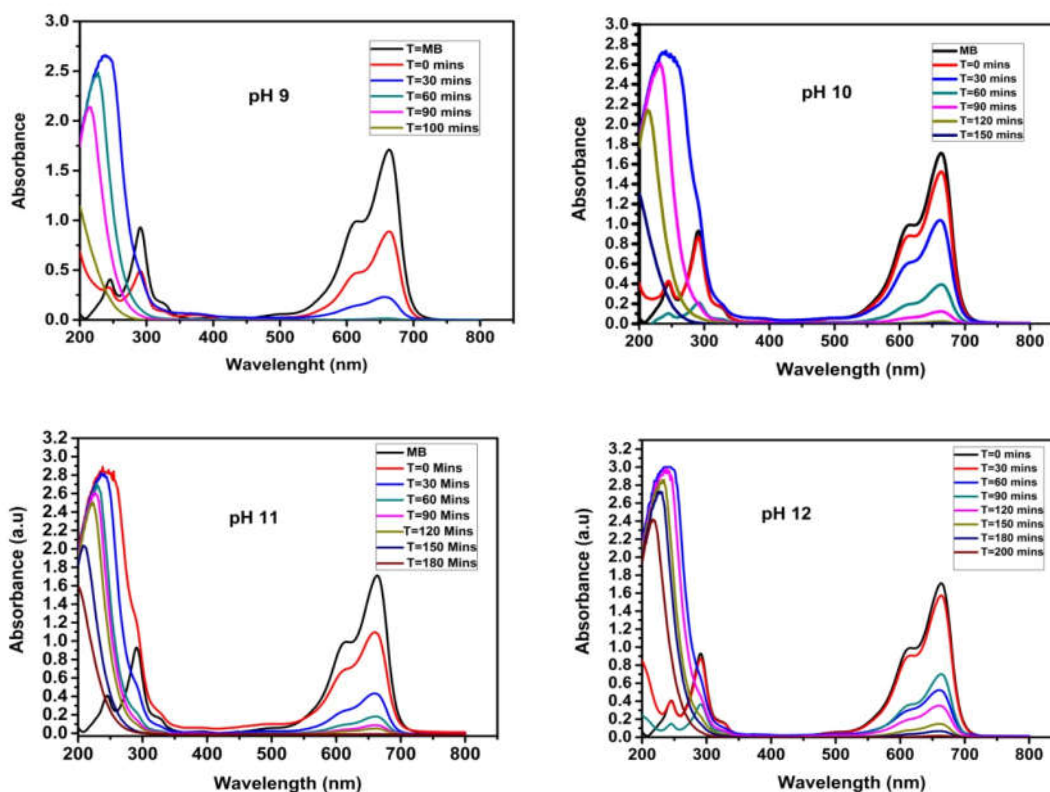 3.0
2.5
2.0
1.5
1.0
0.5
0.0
Absorbance
pH 9
T=MB
T=0 mins
T=30 mins
T=60 mins
T=90 mins
T=100 mins
200 300 400 500 600 700 800
Wavelenght (nm)
3.0
2.8
2.6
2.4
2.2
2.0
1.8
1.6
1.4
1.2
1.0
0.8
0.6
0.4
0.2
0.0
Absorbance
pH 10
MB
T=0 mins
T=30 mins
T=60 mins
T=90 mins
T=120 mins
T=150 mins
200 300 400 500 600 700 800
Wavelength (nm)
3.2
3.0
2.8
2.6
2.4
2.2
2.0
1.8
1.6
1.4
1.2
1.0
0.8
0.6
0.4
0.2
0.0
Absorbance (a.u)
pH 11
MB
T=0 Mins
T=30 Mins
T=60 Mins
T=90 Mins
T=120 Mins
T=150 Mins
T=180 Mins
200 300 400 500 600 700 800
Wavelength (nm)
3.2
3.0
2.8
2.6
2.4
2.2
2.0
1.8
1.6
1.4
1.2
1.0
0.8
0.6
0.4
0.2
0.0
Absorbance (a.u)
pH 12
T=0 mins
T=30 mins
T=60 mins
T=90 mins
T=120 mins
T=150 mins
T=180 mins
T=200 mins
200 300 400 500 600 700 800
Wavelength (nm)